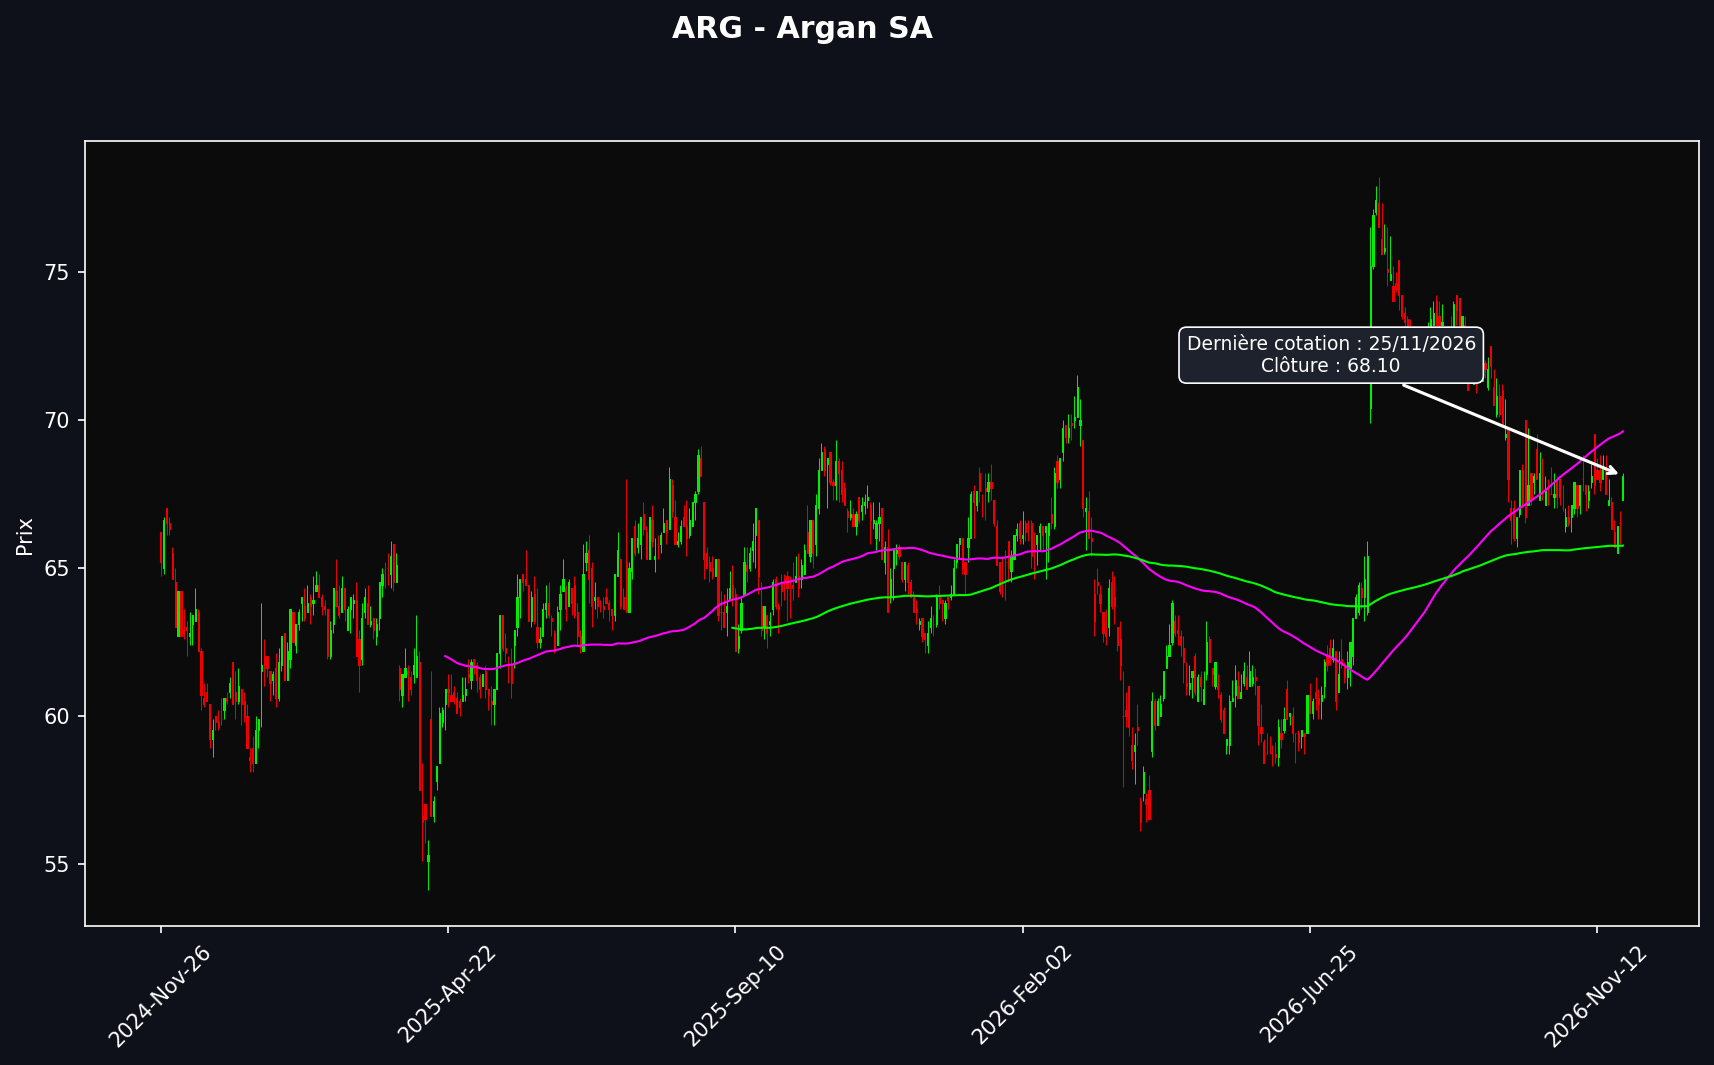 ARG - Argan SA
Prix
75
70
65
60
55
Dernière cotation : 25/11/2026
Clôture : 68.10
2024-Nov-26
2025-Apr-22
2025-Sep-10
2026-Feb-02
2026-Jun-25
2026-Nov-12